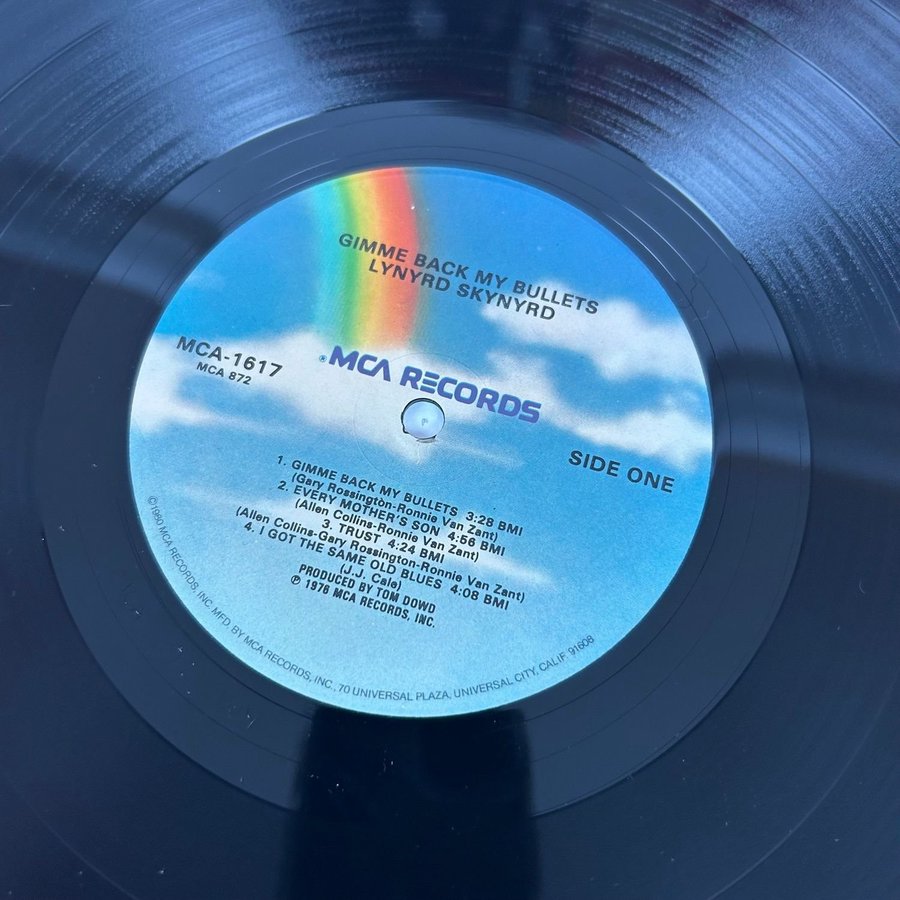 GIMME BACK MY BULLETS
LYNYRD SKYNYRD
MCA-1617
MCA 872
®MCA RECORDS
SIDE ONE
1. GIMME BACK MY BULLETS 3:28 BMI
(Gary Rossington-Ronnie Van Zant)
2. EVERY MOTHER'S SON 4:56 BMI
(Allen Collins-Ronnie Van Zant)
3. TRUST 4:24 BMI
(Allen Collins-Gary Rossington-Ronnie Van Zant)
4. I GOT THE SAME OLD BLUES 4:08 BMI
(J.J. Cale)
PRODUCED BY TOM DOWD
℗ 1976 MCA RECORDS, INC.
©1980 MCA RECORDS, INC. MFD. BY MCA RECORDS, INC., 70 UNIVERSAL PLAZA, UNIVERSAL CITY, CALIF. 91608